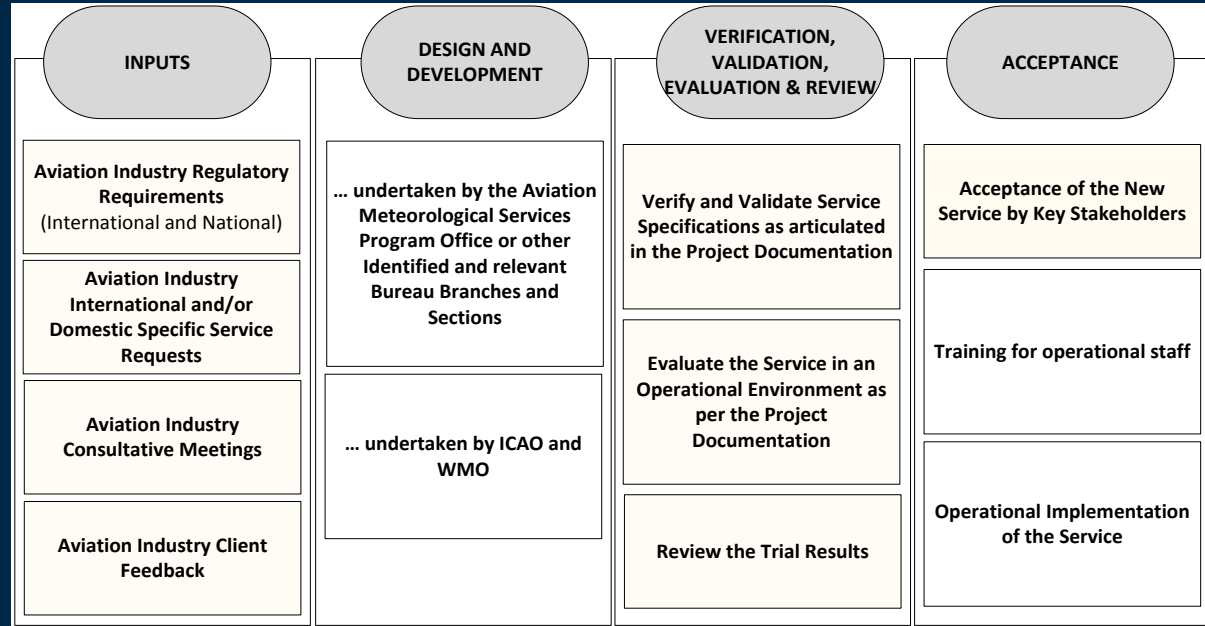 INPUTS
Aviation Industry Regulatory
Requirements
(International and National)
Aviation Industry
International and/or
Domestic Specific Service
Requests
Aviation Industry
Consultative Meetings
Aviation Industry Client
Feedback
DESIGN AND
DEVELOPMENT
... undertaken by the Aviation
Meteorological Services
Program Office or other
Identified and relevant
Bureau Branches and
Sections
... undertaken by ICAO and
WMO
VERIFICATION,
VALIDATION,
EVALUATION & REVIEW
Verify and Validate Service
Specifications as articulated
in the Project Documentation
Evaluate the Service in an
Operational Environment as
per the Project
Documentation
Review the Trial Results
ACCEPTANCE
Acceptance of the New
Service by Key Stakeholders
Training for operational staff
Operational Implementation
of the Service